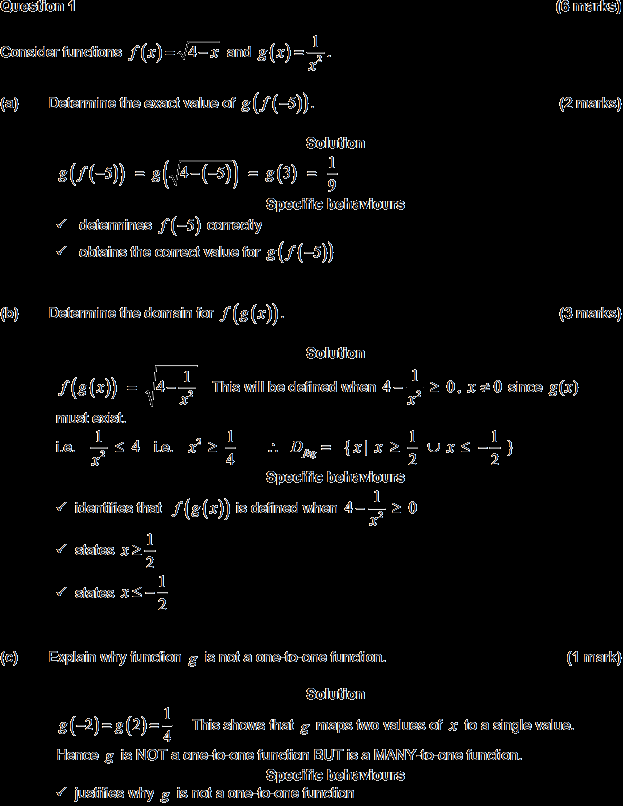 Question 1 (6 marks)
Consider functions f(x) = √(4−x) and g(x) = 1/x².
(a) Determine the exact value of g(f(−5)). (2 marks)
Solution
g(f(−5)) = g(√(4−(−5))) = g(3) = 1/9
Specific behaviours
✓ determines f(−5) correctly
✓ obtains the correct value for g(f(−5))
(b) Determine the domain for f(g(x)). (3 marks)
Solution
f(g(x)) = √(4−1/x²) This will be defined when 4−1/x² ≥ 0, x ≠ 0 since g(x)
must exist.
i.e. 1/x² ≤ 4 i.e. x² ≥ 1/4 ∴ D_fog = {x | x ≥ 1/2 ∪ x ≤ −1/2}
Specific behaviours
✓ identifies that f(g(x)) is defined when 4−1/x² ≥ 0
✓ states x ≥ 1/2
✓ states x ≤ −1/2
(c) Explain why function g is not a one-to-one function. (1 mark)
Solution
g(−2) = g(2) = 1/4 This shows that g maps two values of x to a single value.
Hence g is NOT a one-to-one function BUT is a MANY-to-one function.
Specific behaviours
✓ justifies why g is not a one-to-one function